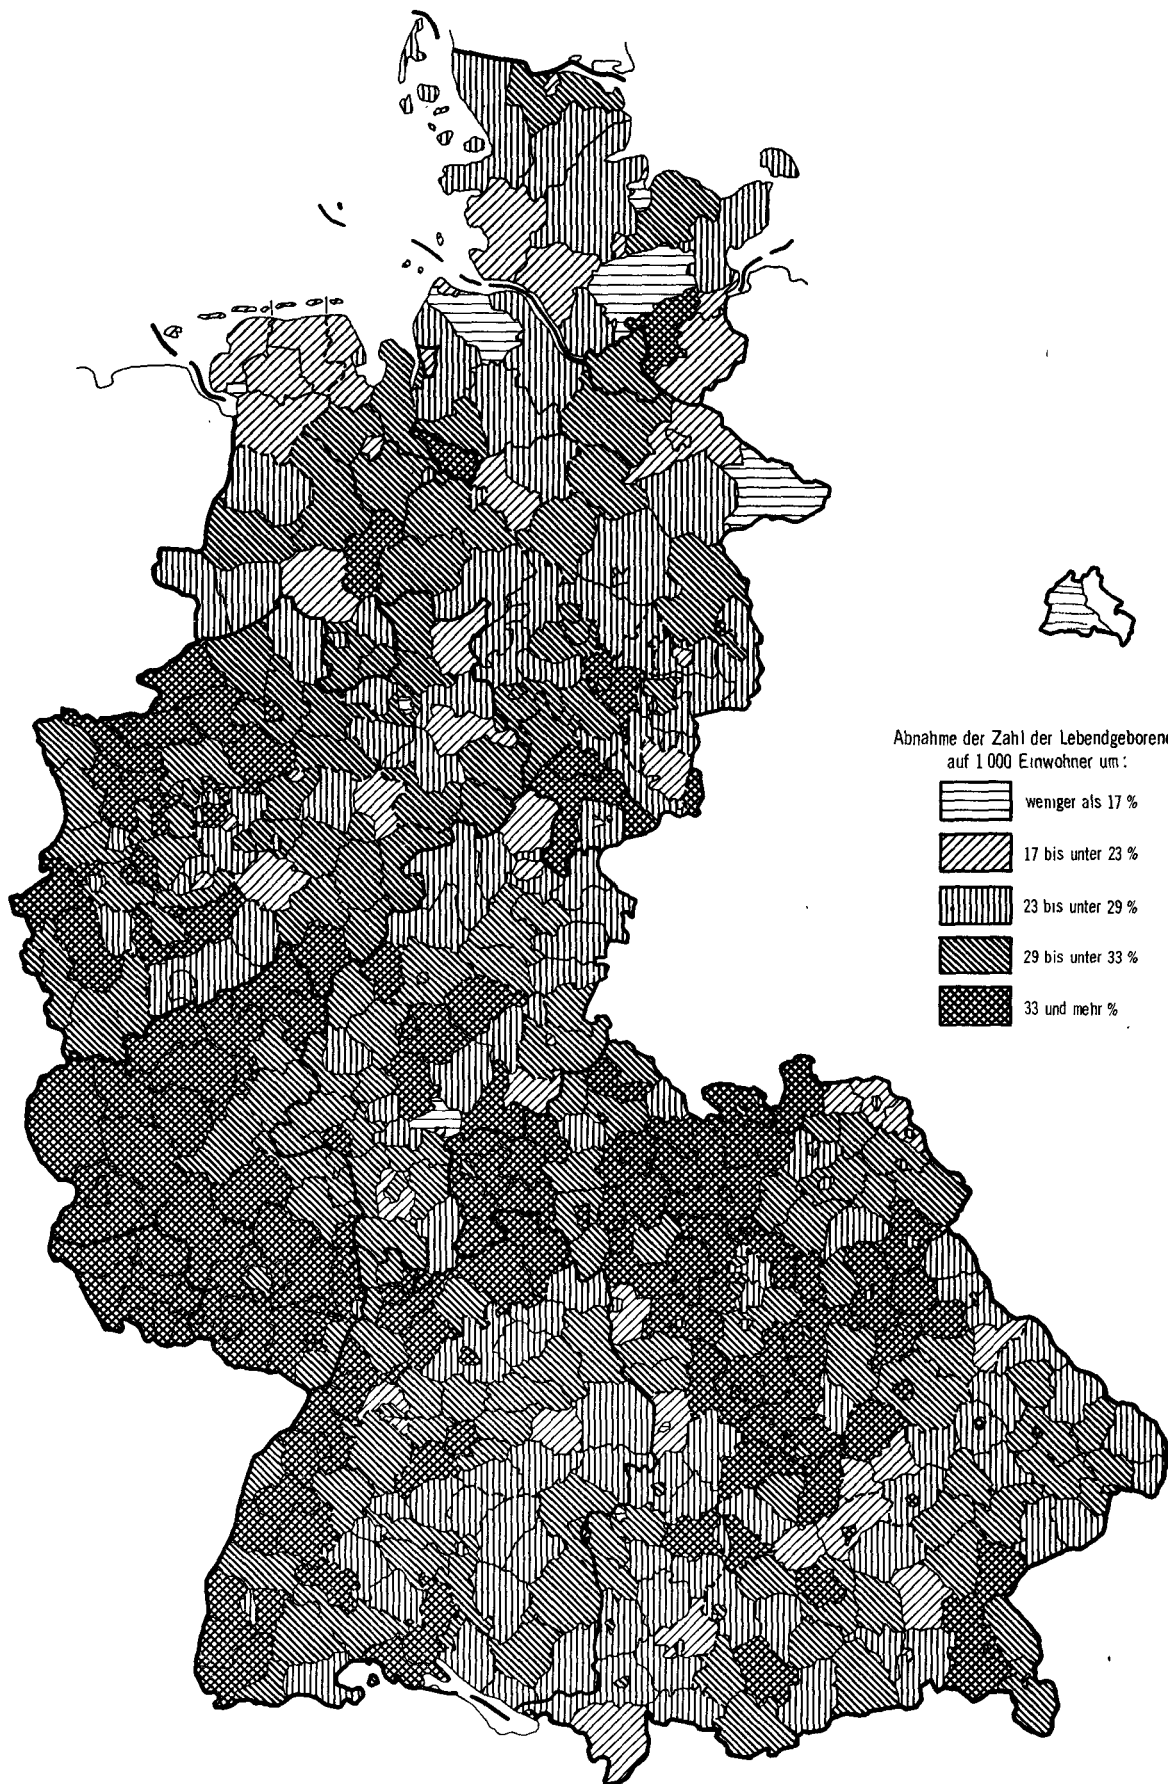 Abnahme der Zahl der Lebendgeborene
auf 1 000 Einwohner um :
weniger als 17 %
17 bis unter 23 %
23 bis unter 29 %
29 bis unter 33 %
33 und mehr %